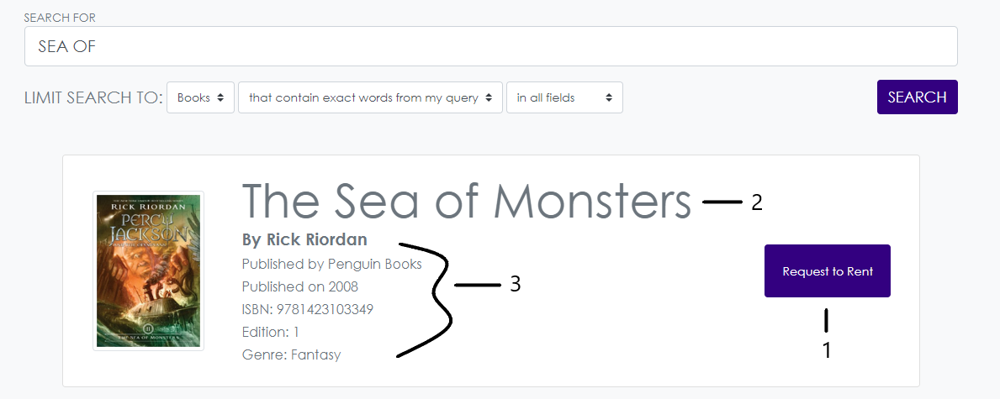 SEARCH FOR
SEA OF
LIMIT SEARCH TO: Books that contain exact words from my query in all fields SEARCH
The Sea of Monsters 2
By Rick Riordan
Published by Penguin Books
Published on 2008
ISBN: 9781423103349
Edition: 1
Genre: Fantasy
3
Request to Rent
1
RICK RIORDAN
PERCY
JACKSON
THE SEA OF MONSTERS